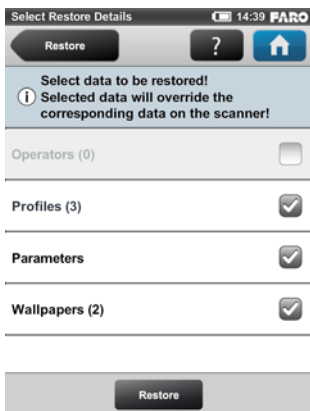 Select Restore Details 14:39 FARO
Restore ?
Select data to be restored!
Selected data will override the
corresponding data on the scanner!
Operators (0)
Profiles (3)
Parameters
Wallpapers (2)
Restore